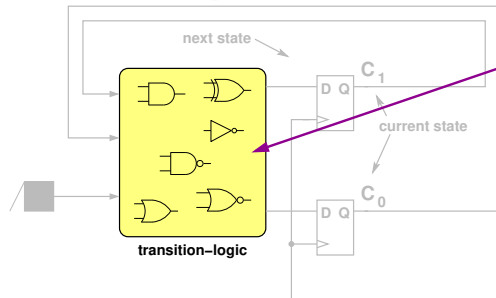 next state
C1
D Q
current state
C0
D Q
transition–logic